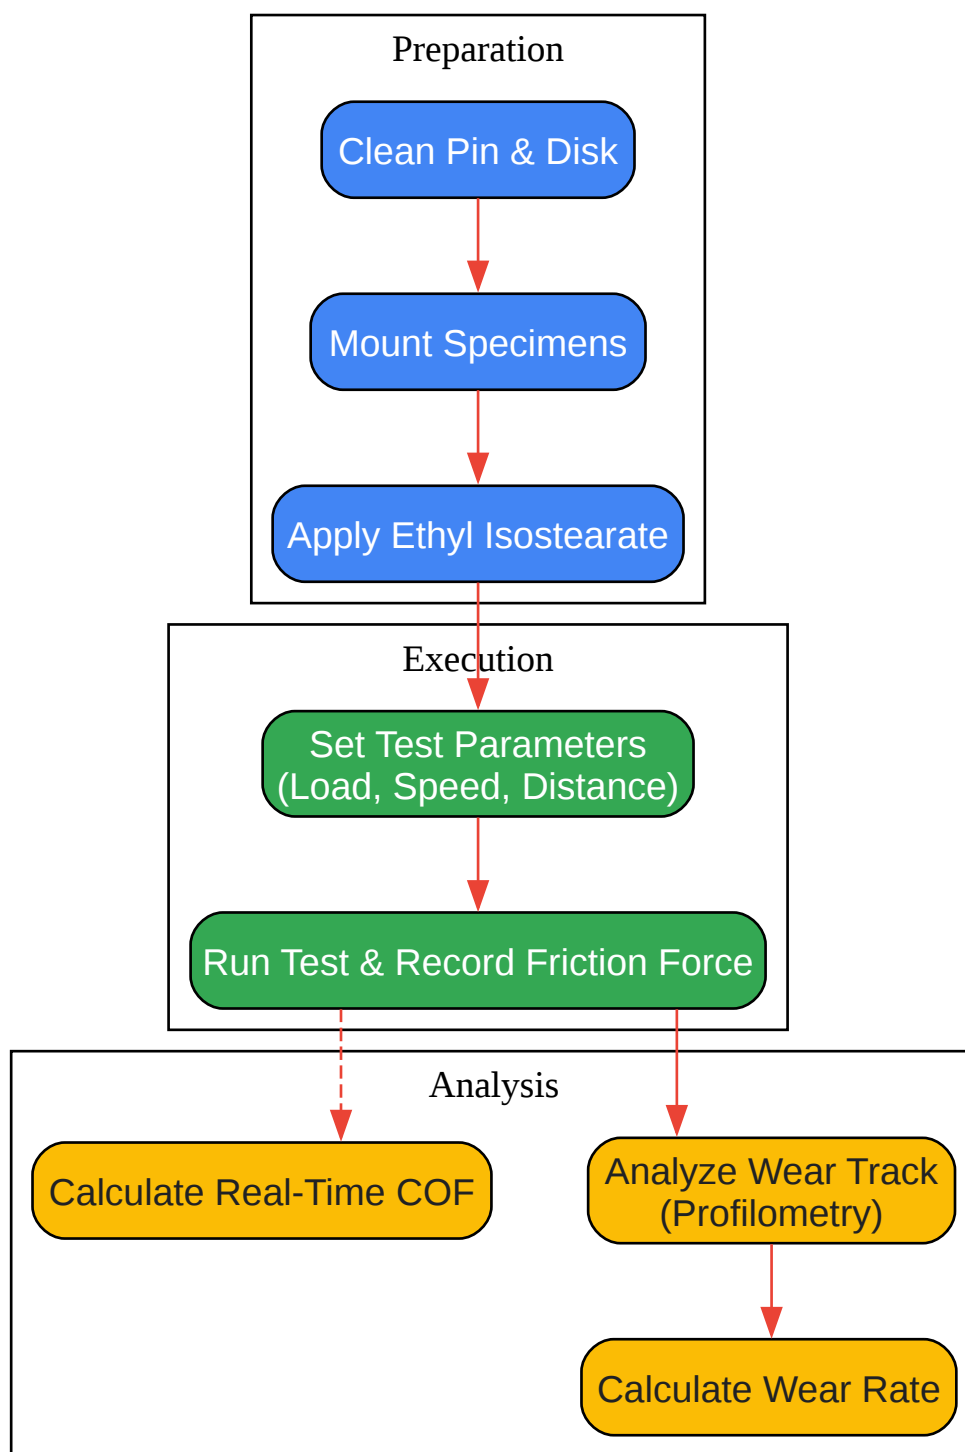 Preparation
Clean Pin & Disk
Mount Specimens
Apply Ethyl Isostearate
Execution
Set Test Parameters
(Load, Speed, Distance)
Run Test & Record Friction Force
Analysis
Calculate Real-Time COF
Analyze Wear Track
(Profilometry)
Calculate Wear Rate